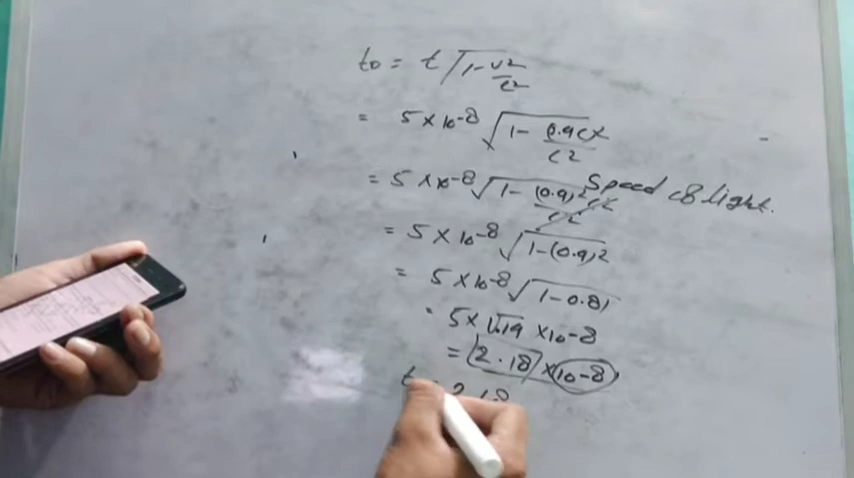 t₀ = t √1-v²/c²
= 5×10-8 √1- (0.9c)²/c²
= 5××-8 √1- (0.9)²c²/c² Speed of light.
= 5×10-8 √1-(0.9)²
= 5×10-8 √1-0.81
= 5×√.19 ×10-8
= 2.18 ×10-8